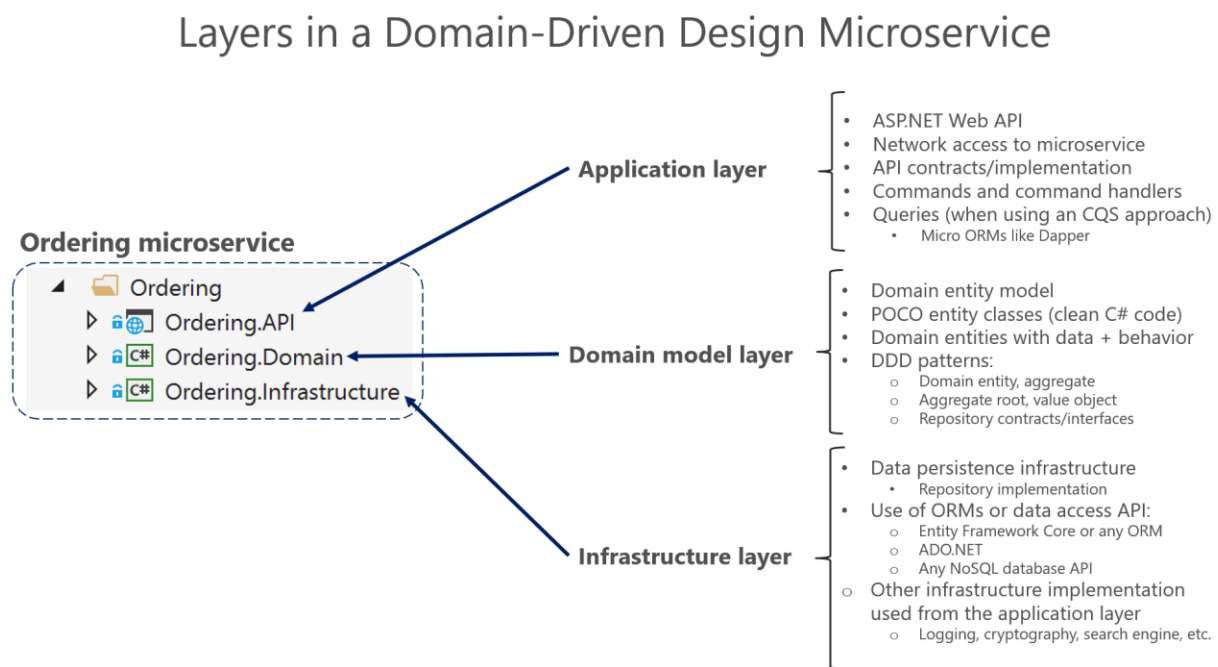 Layers in a Domain-Driven Design Microservice
Ordering microservice
Ordering
Ordering.API
C# Ordering.Domain
C# Ordering.Infrastructure
Application layer
• ASP.NET Web API
• Network access to microservice
• API contracts/implementation
• Commands and command handlers
• Queries (when using an CQS approach)
• Micro ORMs like Dapper
Domain model layer
• Domain entity model
• POCO entity classes (clean C# code)
• Domain entities with data + behavior
• DDD patterns:
o Domain entity, aggregate
o Aggregate root, value object
o Repository contracts/interfaces
Infrastructure layer
• Data persistence infrastructure
• Repository implementation
• Use of ORMs or data access API:
o Entity Framework Core or any ORM
o ADO.NET
o Any NoSQL database API
o Other infrastructure implementation
used from the application layer
o Logging, cryptography, search engine, etc.